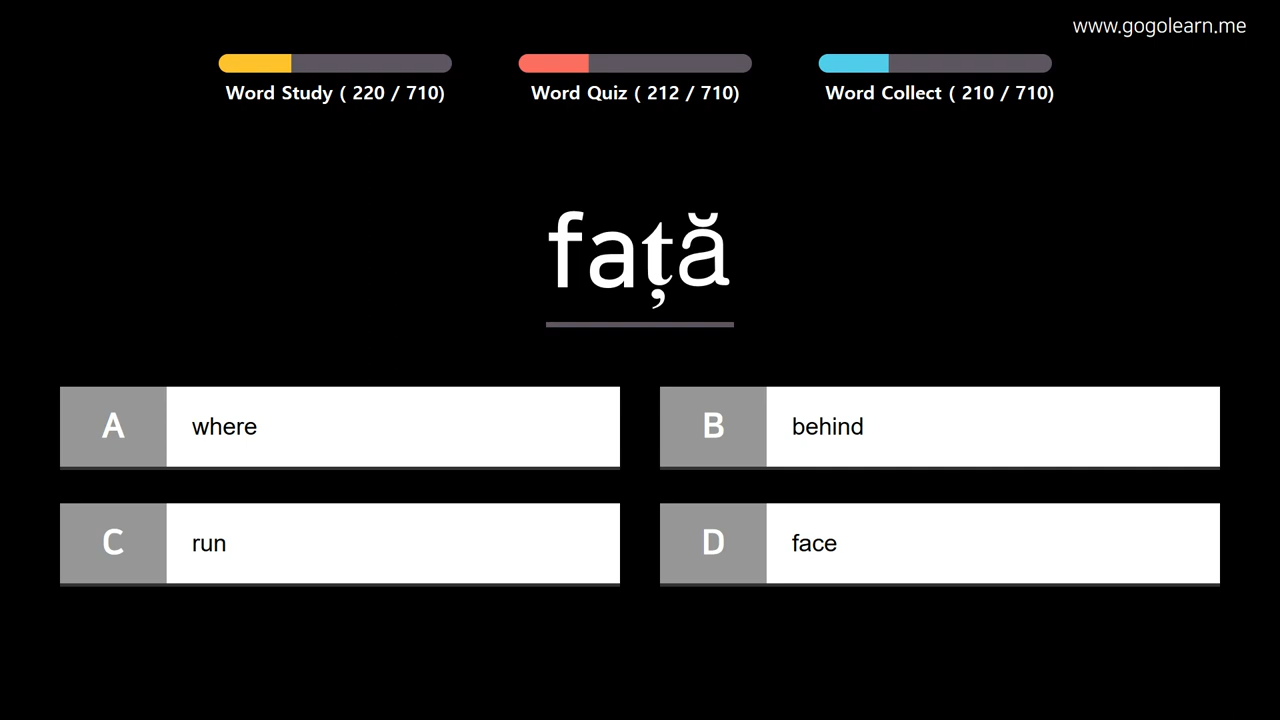 www.gogolearn.me
Word Study ( 220 / 710)
Word Quiz ( 212 / 710)
Word Collect ( 210 / 710)
față
A where
B behind
C run
D face